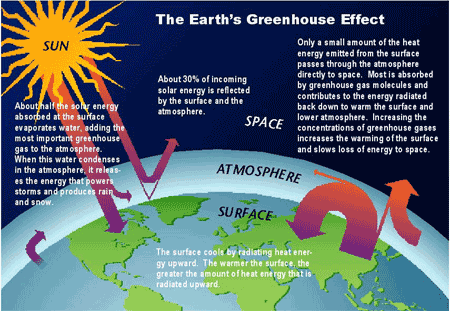 The Earth's Greenhouse Effect
SUN
About half the solar energy
absorbed at the surface
evaporates water, adding the
most important greenhouse
gas to the atmosphere.
When this water condenses
in the atmosphere, it releas-
es the energy that powers
storms and produces rain
and snow.
About 30% of incoming
solar energy is reflected
by the surface and the
atmosphere.
Only a small amount of the heat
energy emitted from the surface
passes through the atmosphere
directly to space. Most is absorbed
by greenhouse gas molecules and
contributes to the energy radiated
back down to warm the surface and
lower atmosphere. Increasing the
concentrations of greenhouse gases
increases the warming of the surface
and slows loss of energy to space.
SPACE
ATMOSPHERE
SURFACE
The surface cools by radiating heat ener-
gy upward. The warmer the surface, the
greater the amount of heat energy that is
radiated upward.